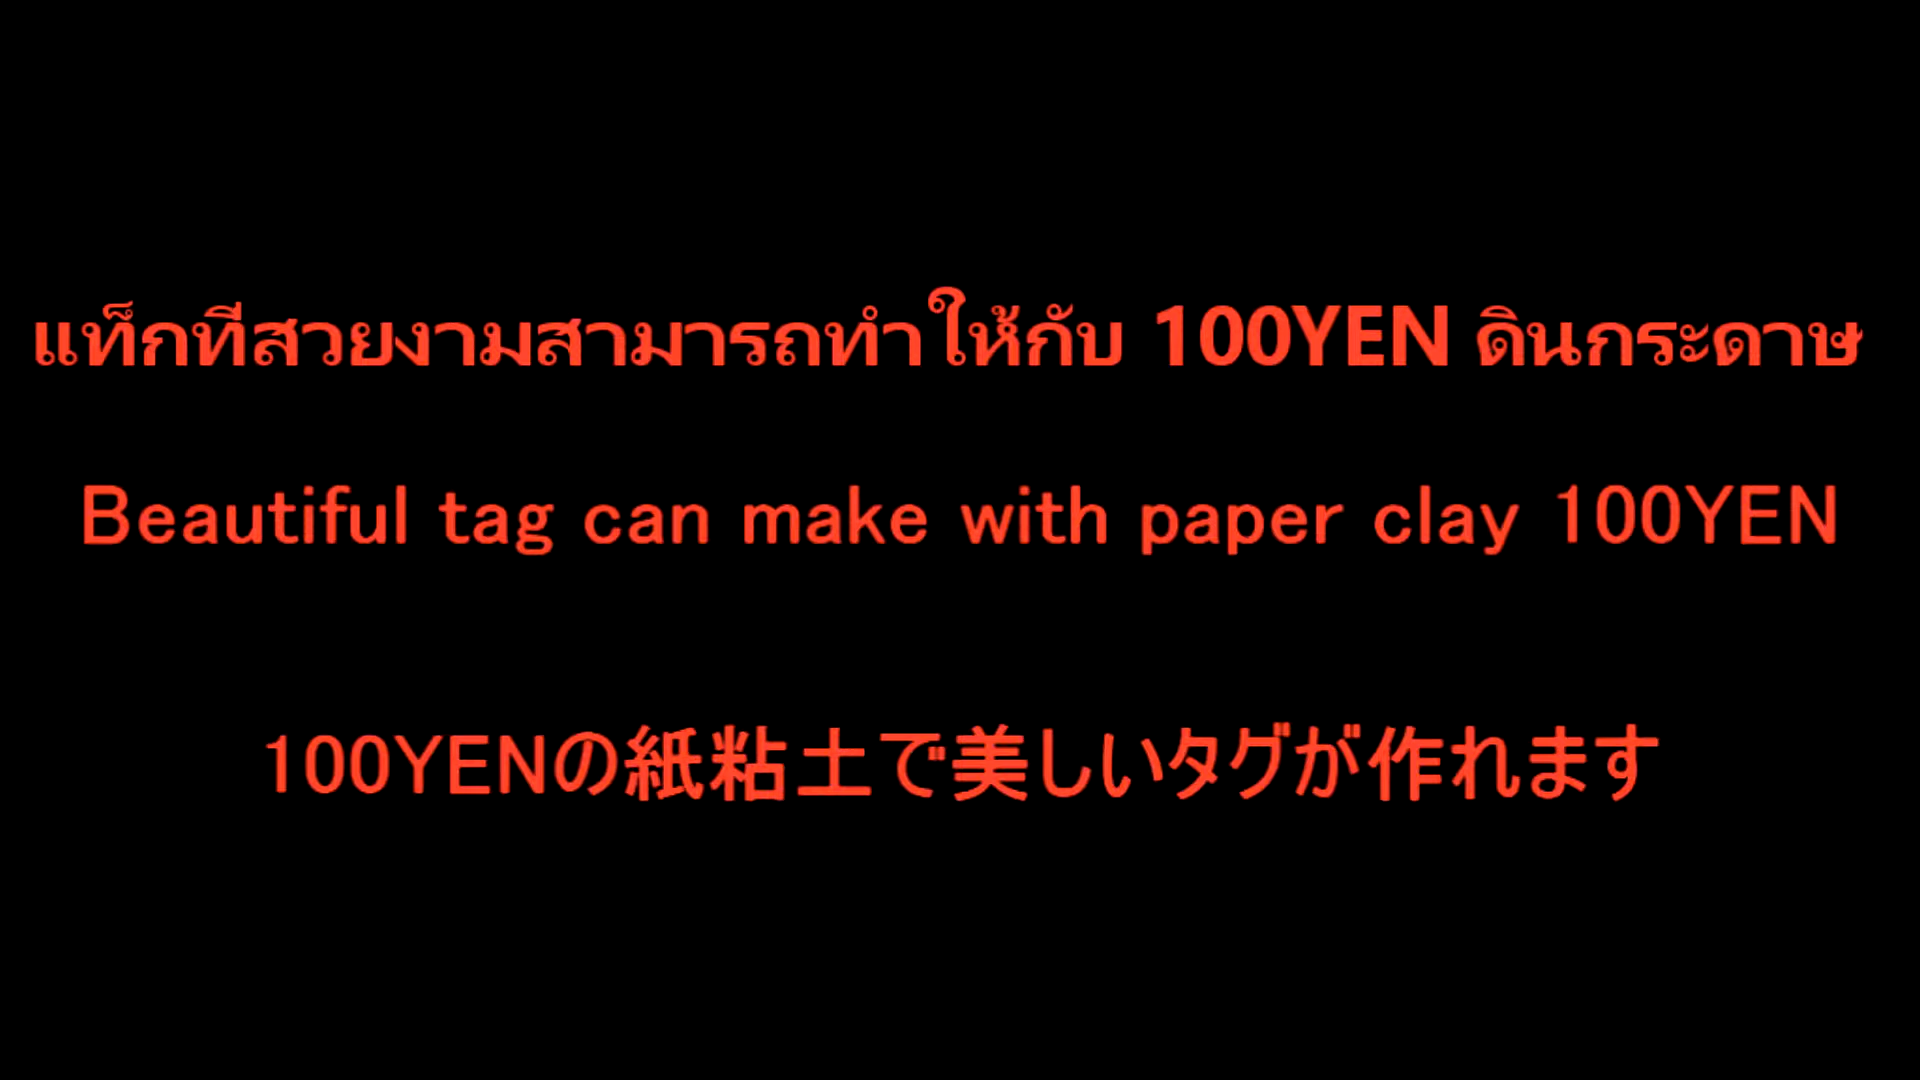 แท็กที่สวยงามสามารถทำให้กับ 100YEN ดินกระดาษ
Beautiful tag can make with paper clay 100YEN
100YENの紙粘土で美しいタグが作れます